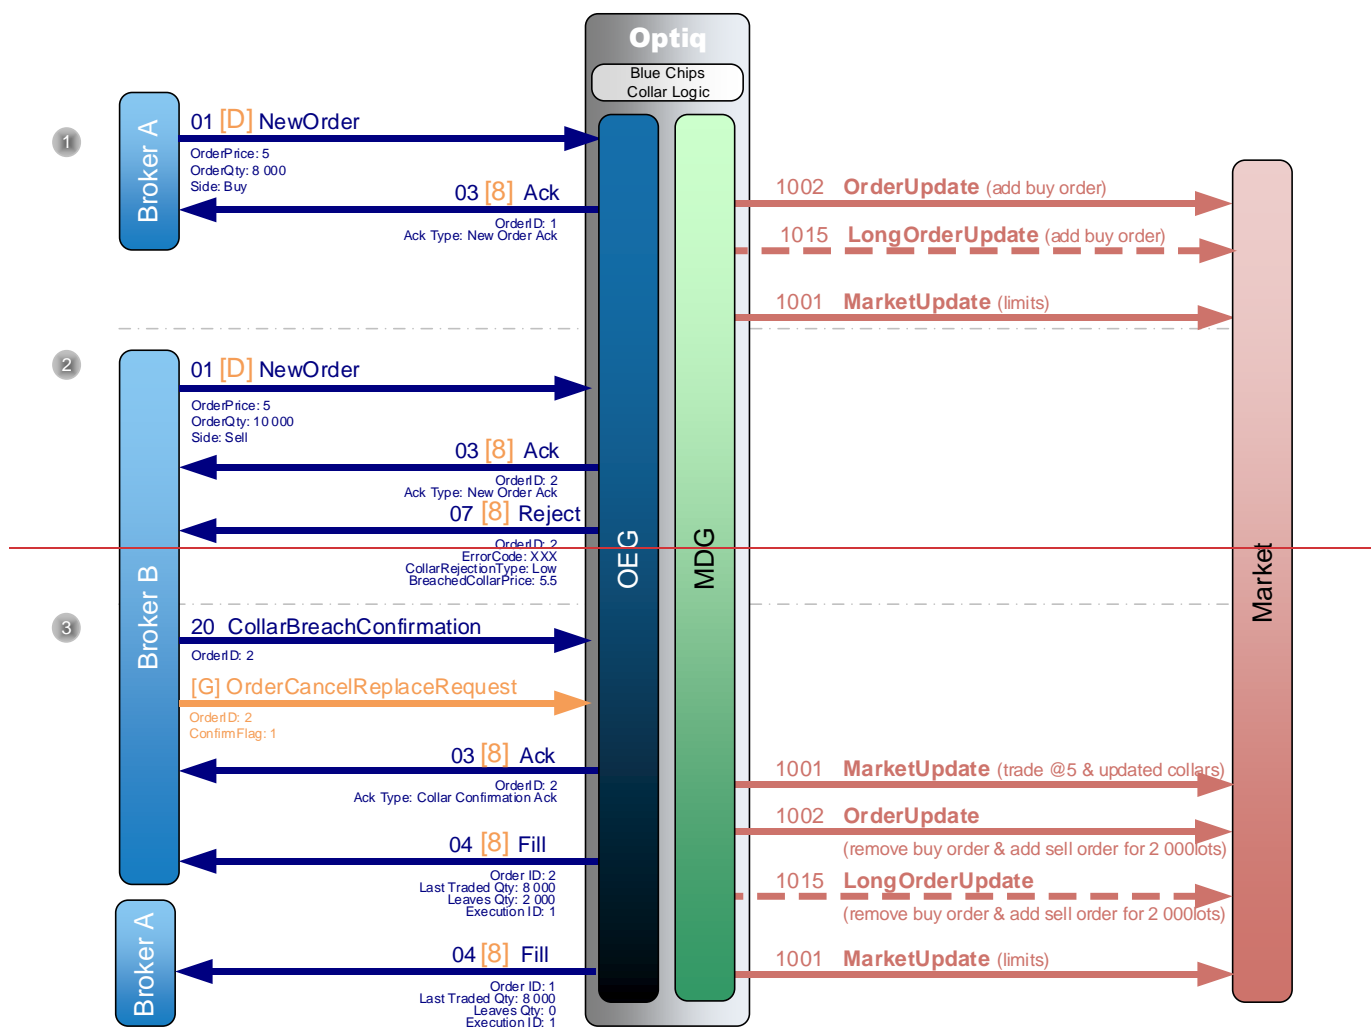 Optiq
Blue Chips
Collar Logic
1
Broker A
01 [D] NewOrder
OrderPrice: 5
OrderQty: 8 000
Side: Buy
03 [8] Ack
OrderID: 1
Ack Type: New Order Ack
1002 OrderUpdate (add buy order)
1015 LongOrderUpdate (add buy order)
1001 MarketUpdate (limits)
2
Broker B
01 [D] NewOrder
OrderPrice: 5
OrderQty: 10 000
Side: Sell
03 [8] Ack
OrderID: 2
Ack Type: New Order Ack
07 [8] Reject
OrderID: 2
ErrorCode: XXX
CollarRejectionType: Low
BreachedCollarPrice: 5.5
OEG
MDG
Market
3
20 CollarBreachConfirmation
OrderID: 2
[G] OrderCancelReplaceRequest
OrderID: 2
ConfirmFlag: 1
03 [8] Ack
OrderID: 2
Ack Type: Collar Confirmation Ack
1001 MarketUpdate (trade @5 & updated collars)
1002 OrderUpdate
(remove buy order & add sell order for 2 000lots)
04 [8] Fill
Order ID: 2
Last Traded Qty: 8 000
Leaves Qty: 2 000
Execution ID: 1
1015 LongOrderUpdate
(remove buy order & add sell order for 2 000lots)
Broker A
04 [8] Fill
Order ID: 1
Last Traded Qty: 8 000
Leaves Qty: 0
Execution ID: 1
1001 MarketUpdate (limits)